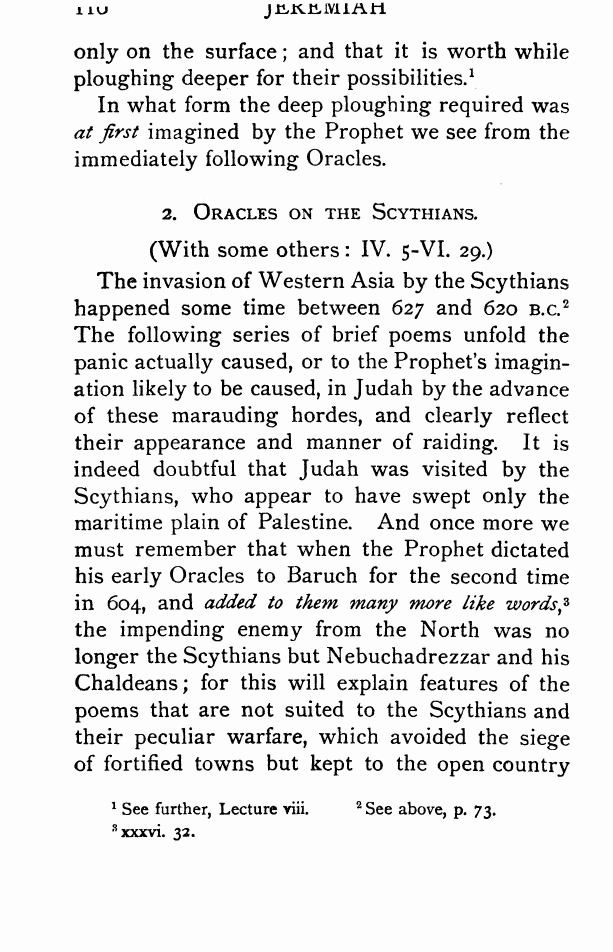 110 JEREMIAH
only on the surface; and that it is worth while
ploughing deeper for their possibilities.¹
In what form the deep ploughing required was
at first imagined by the Prophet we see from the
immediately following Oracles.
2. ORACLES ON THE SCYTHIANS.
(With some others: IV. 5-VI. 29.)
The invasion of Western Asia by the Scythians
happened some time between 627 and 620 B.C.²
The following series of brief poems unfold the
panic actually caused, or to the Prophet's imagin-
ation likely to be caused, in Judah by the advance
of these marauding hordes, and clearly reflect
their appearance and manner of raiding. It is
indeed doubtful that Judah was visited by the
Scythians, who appear to have swept only the
maritime plain of Palestine. And once more we
must remember that when the Prophet dictated
his early Oracles to Baruch for the second time
in 604, and added to them many more like words,³
the impending enemy from the North was no
longer the Scythians but Nebuchadrezzar and his
Chaldeans; for this will explain features of the
poems that are not suited to the Scythians and
their peculiar warfare, which avoided the siege
of fortified towns but kept to the open country
¹ See further, Lecture viii. ² See above, p. 73.
³ xxxvi. 32.